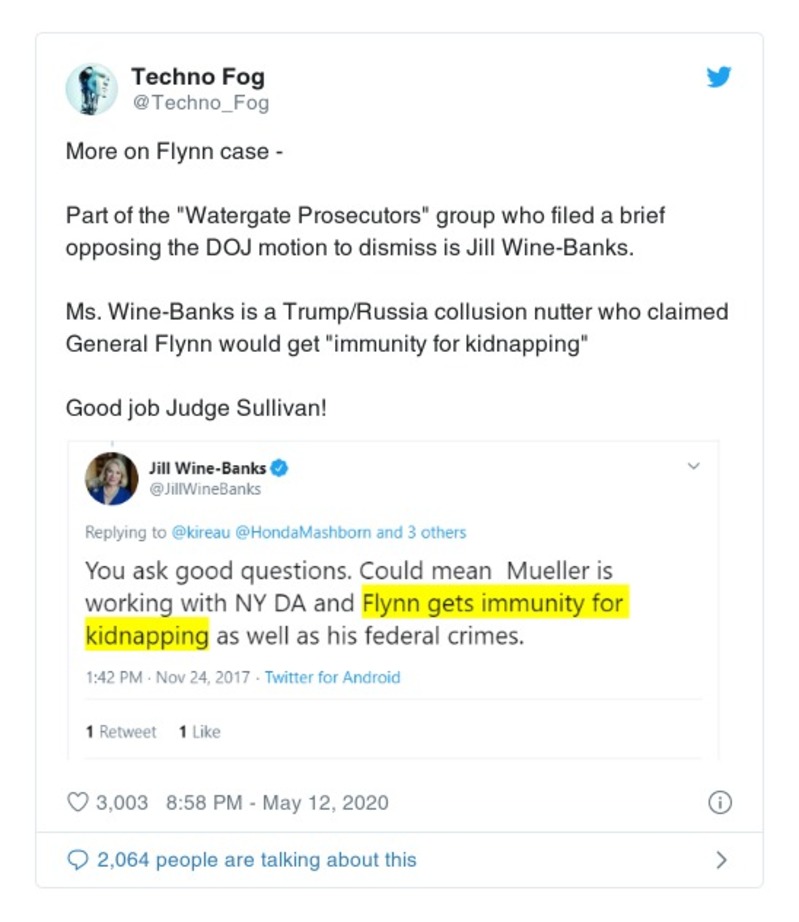 Techno Fog
@Techno_Fog
More on Flynn case -
Part of the "Watergate Prosecutors" group who filed a brief
opposing the DOJ motion to dismiss is Jill Wine-Banks.
Ms. Wine-Banks is a Trump/Russia collusion nutter who claimed
General Flynn would get "immunity for kidnapping"
Good job Judge Sullivan!
Jill Wine-Banks
@JillWineBanks
Replying to @kireau @HondaMashborn and 3 others
You ask good questions. Could mean  Mueller is
working with NY DA and Flynn gets immunity for
kidnapping as well as his federal crimes.
1:42 PM · Nov 24, 2017 · Twitter for Android
1 Retweet 1 Like
3,003 8:58 PM - May 12, 2020
2,064 people are talking about this